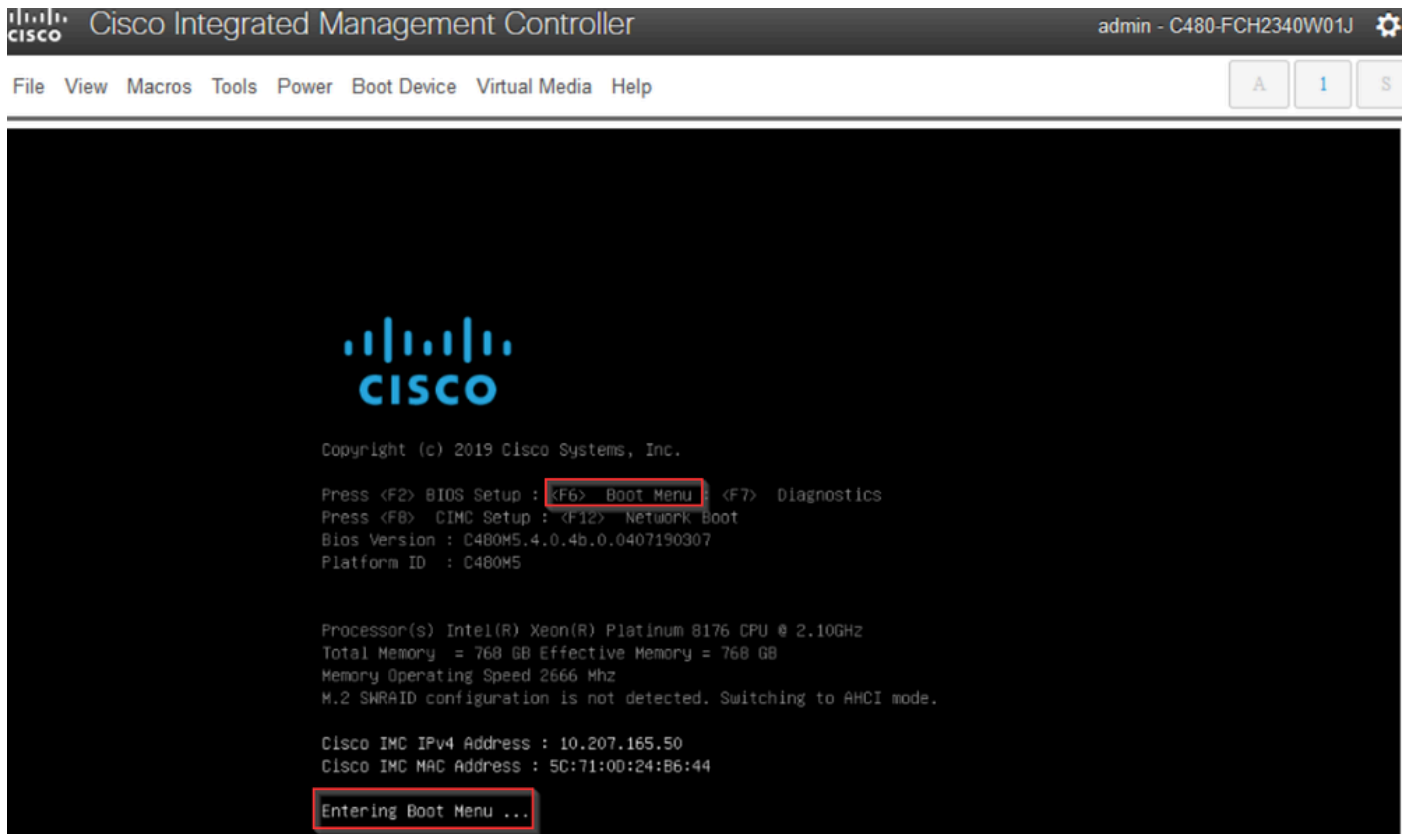 CISCO Cisco Integrated Management Controller admin - C480-FCH2340W01J
File View Macros Tools Power Boot Device Virtual Media Help A 1 S
CISCO
Copyright (c) 2019 Cisco Systems, Inc.
Press <F2> BIOS Setup : <F6> Boot Menu : <F7> Diagnostics
Press <F8> CIMC Setup : <F12> Network Boot
Bios Version : C480M5.4.0.4b.0.0407190307
Platform ID : C480M5
Processor(s) Intel(R) Xeon(R) Platinum 8176 CPU @ 2.10GHz
Total Memory = 768 GB Effective Memory = 768 GB
Memory Operating Speed 2666 Mhz
M.2 SWRAID configuration is not detected. Switching to AHCI mode.
Cisco IMC IPv4 Address : 10.207.165.50
Cisco IMC MAC Address : 5C:71:0D:24:B6:44
Entering Boot Menu ...